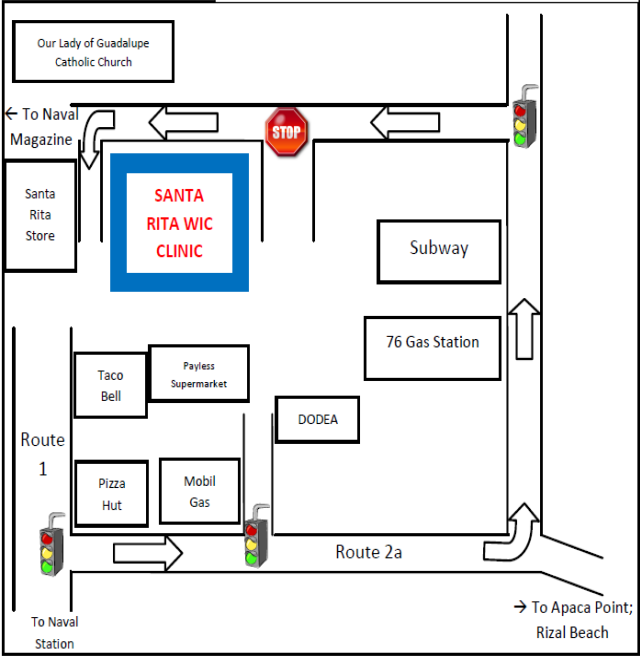 Our Lady of Guadalupe
Catholic Church
← To Naval
Magazine
STOP
Santa
Rita
Store
SANTA
RITA WIC
CLINIC
Subway
76 Gas Station
Taco
Bell
Payless
Supermarket
DODEA
Route
1
Pizza
Hut
Mobil
Gas
Route 2a
To Naval
Station
→ To Apaca Point;
Rizal Beach